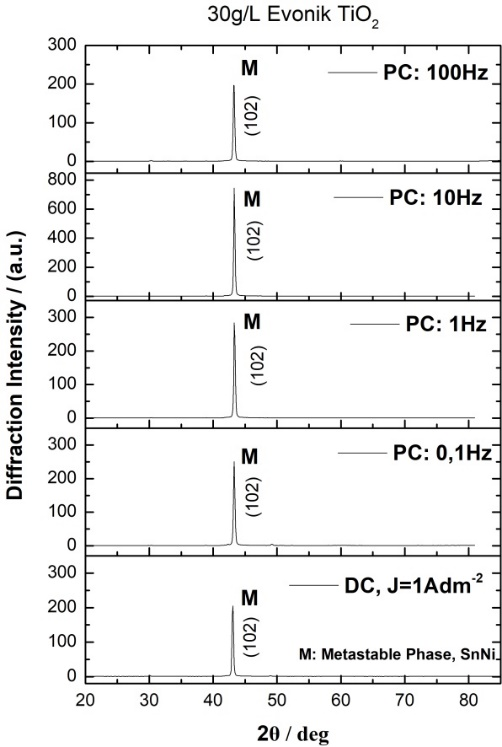 30g/L Evonik TiO₂
300
200
100
0
M
(102)
PC: 100Hz
800
600
400
200
0
M
(102)
PC: 10Hz
300
200
100
0
M
(102)
PC: 1Hz
300
200
100
0
M
(102)
PC: 0,1Hz
300
200
100
0
M
(102)
DC, J=1Adm⁻²
M: Metastable Phase, SnNi
20 30 40 50 60 70 80
2θ / deg
Diffraction Intensity / (a.u.)